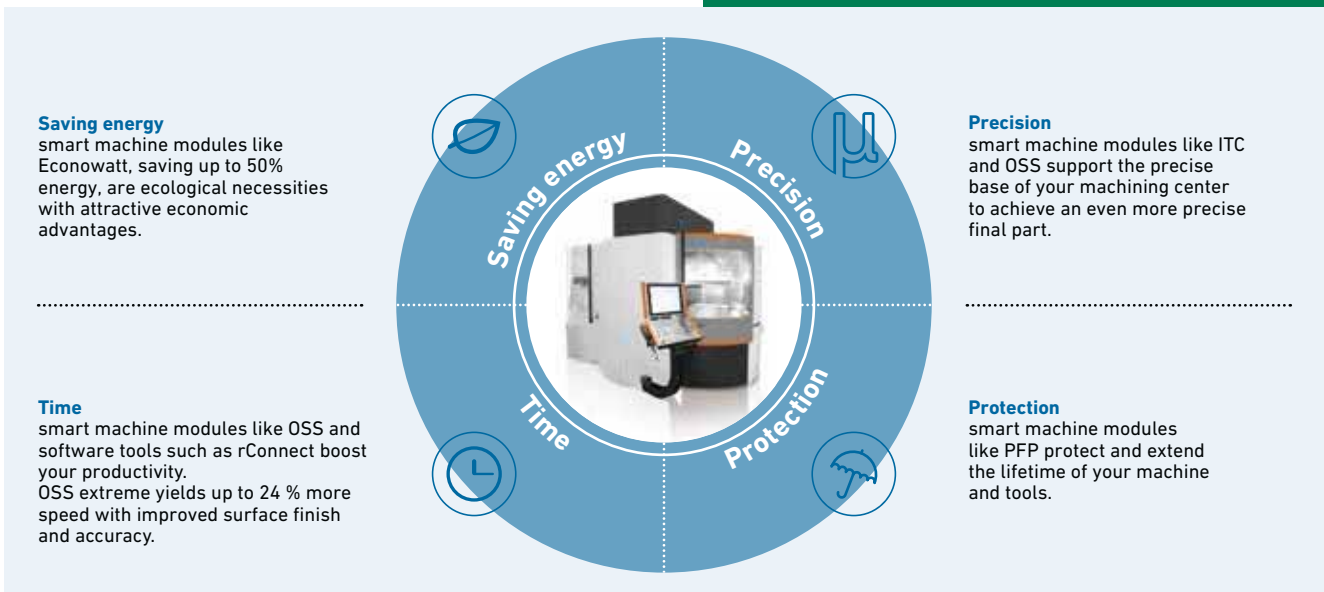 Saving energy
smart machine modules like
Econowatt, saving up to 50%
energy, are ecological necessities
with attractive economic
advantages.
Time
smart machine modules like OSS and
software tools such as rConnect boost
your productivity.
OSS extreme yields up to 24 % more
speed with improved surface finish
and accuracy.
Saving energy
Precision
Time
Protection
µ
Precision
smart machine modules like ITC
and OSS support the precise
base of your machining center
to achieve an even more precise
final part.
Protection
smart machine modules
like PFP protect and extend
the lifetime of your machine
and tools.